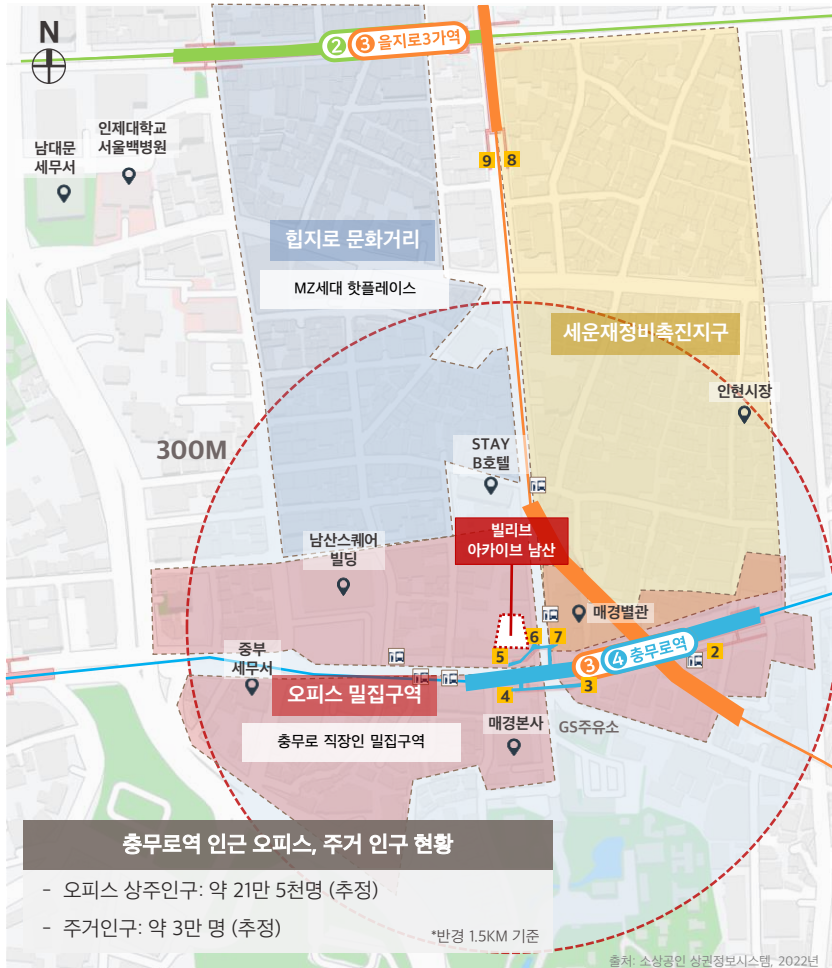 N
② ③ 을지로3가역
남대문
세무서
인제대학교
서울백병원
9 8
힙지로 문화거리
MZ세대 핫플레이스
세운재정비촉진지구
인현시장
300M
STAY
B호텔
빌리브
아카이브 남산
남산스퀘어
빌딩
매경별관
6 7
5
③ ④ 충무로역
2
중부
세무서
4
3
오피스 밀집구역
충무로 직장인 밀집구역
매경본사
GS주유소
충무로역 인근 오피스, 주거 인구 현황
- 오피스 상주인구: 약 21만 5천명 (추정)
- 주거인구: 약 3만 명 (추정)
*반경 1.5KM 기준
출처: 소상공인 상권정보시스템, 2022년